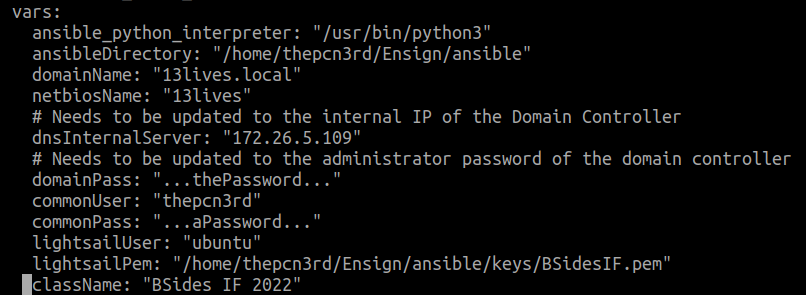 vars:
  ansible_python_interpreter: "/usr/bin/python3"
  ansibleDirectory: "/home/thepcn3rd/Ensign/ansible"
  domainName: "13lives.local"
  netbiosName: "13lives"
  # Needs to be updated to the internal IP of the Domain Controller
  dnsInternalServer: "172.26.5.109"
  # Needs to be updated to the administrator password of the domain controller
  domainPass: "...thePassword..."
  commonUser: "thepcn3rd"
  commonPass: "...aPassword..."
  lightsailUser: "ubuntu"
  lightsailPem: "/home/thepcn3rd/Ensign/ansible/keys/BSidesIF.pem"
  className: "BSides IF 2022"